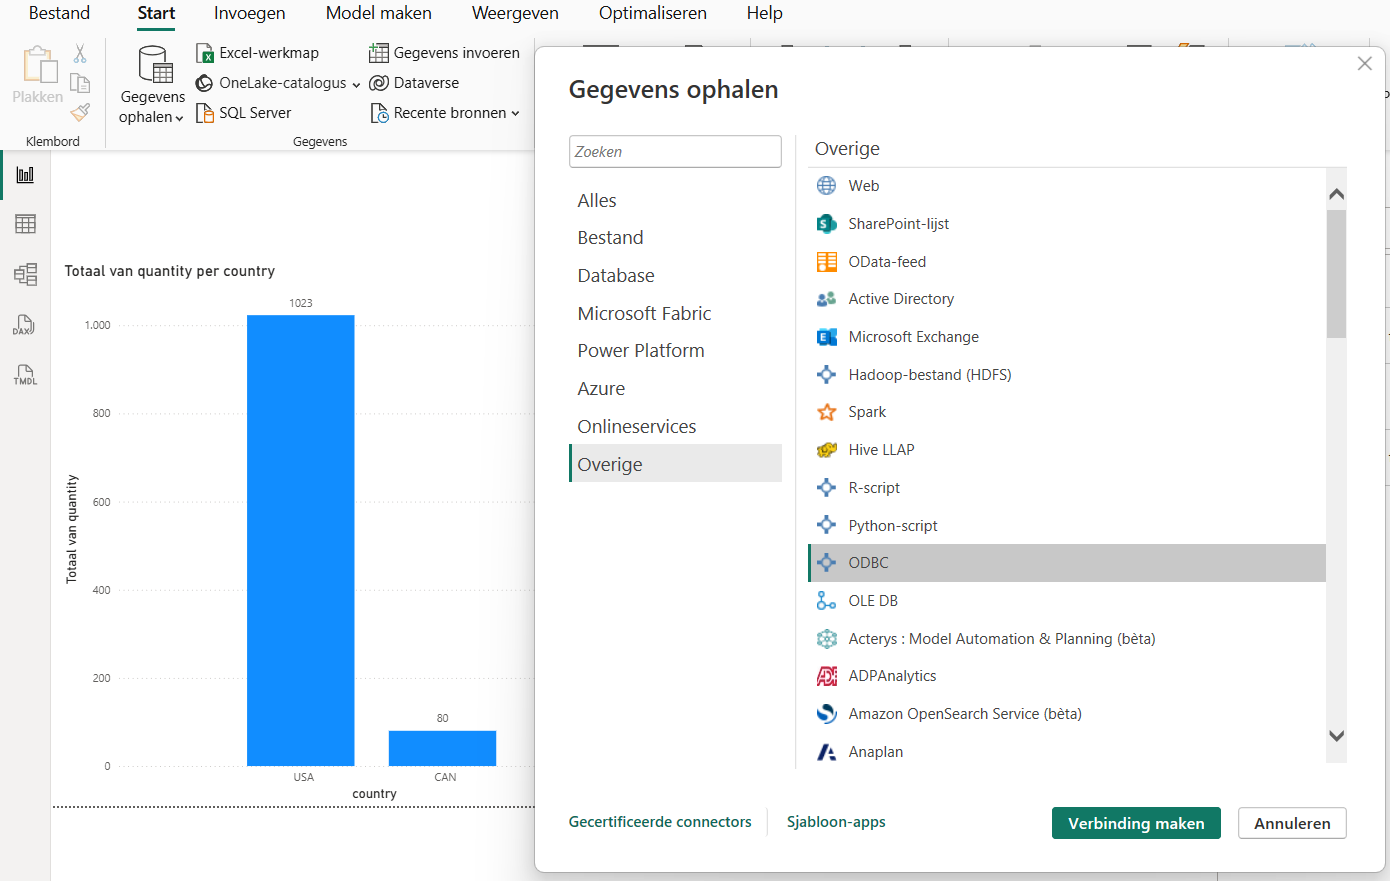 Bestand Start Invoegen Model maken Weergeven Optimaliseren Help
Plakken
Klembord
Gegevens
ophalen
Excel-werkmap
OneLake-catalogus
SQL Server
Gegevens invoeren
Dataverse
Recente bronnen
Gegevens
DAX
TMDL
Totaal van quantity per country
Totaal van quantity
1.000
800
600
400
200
0
1023
80
USA CAN
country
Gegevens ophalen
Zoeken
Alles
Bestand
Database
Microsoft Fabric
Power Platform
Azure
Onlineservices
Overige
Overige
Web
SharePoint-lijst
OData-feed
Active Directory
Microsoft Exchange
Hadoop-bestand (HDFS)
Spark
Hive LLAP
R-script
Python-script
ODBC
OLE DB
Acterys : Model Automation & Planning (bèta)
ADPAnalytics
Amazon OpenSearch Service (bèta)
Anaplan
Gecertificeerde connectors Sjabloon-apps
Verbinding maken Annuleren